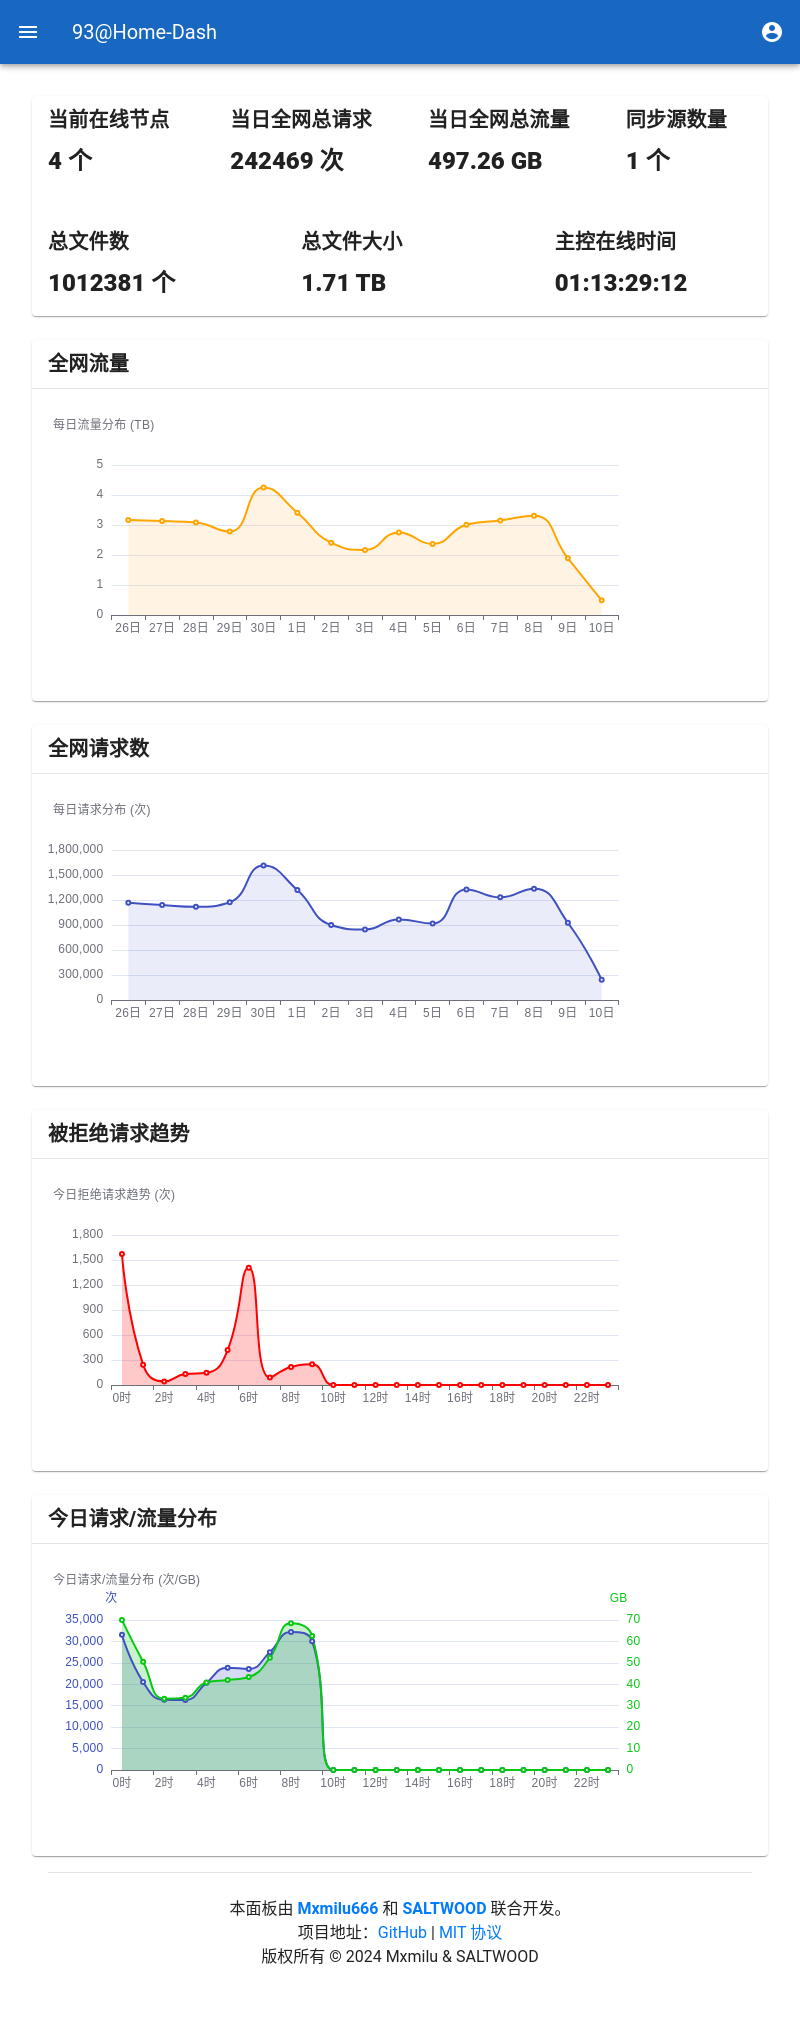 93@Home-Dash
当前在线节点 当日全网总请求 当日全网总流量 同步源数量
4 个 242469 次 497.26 GB 1 个
总文件数 总文件大小 主控在线时间
1012381 个 1.71 TB 01:13:29:12
全网流量
每日流量分布 (TB)
5
4
3
2
1
0
26日 27日 28日 29日 30日 1日 2日 3日 4日 5日 6日 7日 8日 9日 10日
全网请求数
每日请求分布 (次)
1,800,000
1,500,000
1,200,000
900,000
600,000
300,000
0
26日 27日 28日 29日 30日 1日 2日 3日 4日 5日 6日 7日 8日 9日 10日
被拒绝请求趋势
今日拒绝请求趋势 (次)
1,800
1,500
1,200
900
600
300
0
0时 2时 4时 6时 8时 10时 12时 14时 16时 18时 20时 22时
今日请求/流量分布
今日请求/流量分布 (次/GB)
次 GB
35,000 70
30,000 60
25,000 50
20,000 40
15,000 30
10,000 20
5,000 10
0 0
0时 2时 4时 6时 8时 10时 12时 14时 16时 18时 20时 22时
本面板由 Mxmilu666 和 SALTWOOD 联合开发。
项目地址：GitHub | MIT 协议
版权所有 © 2024 Mxmilu & SALTWOOD